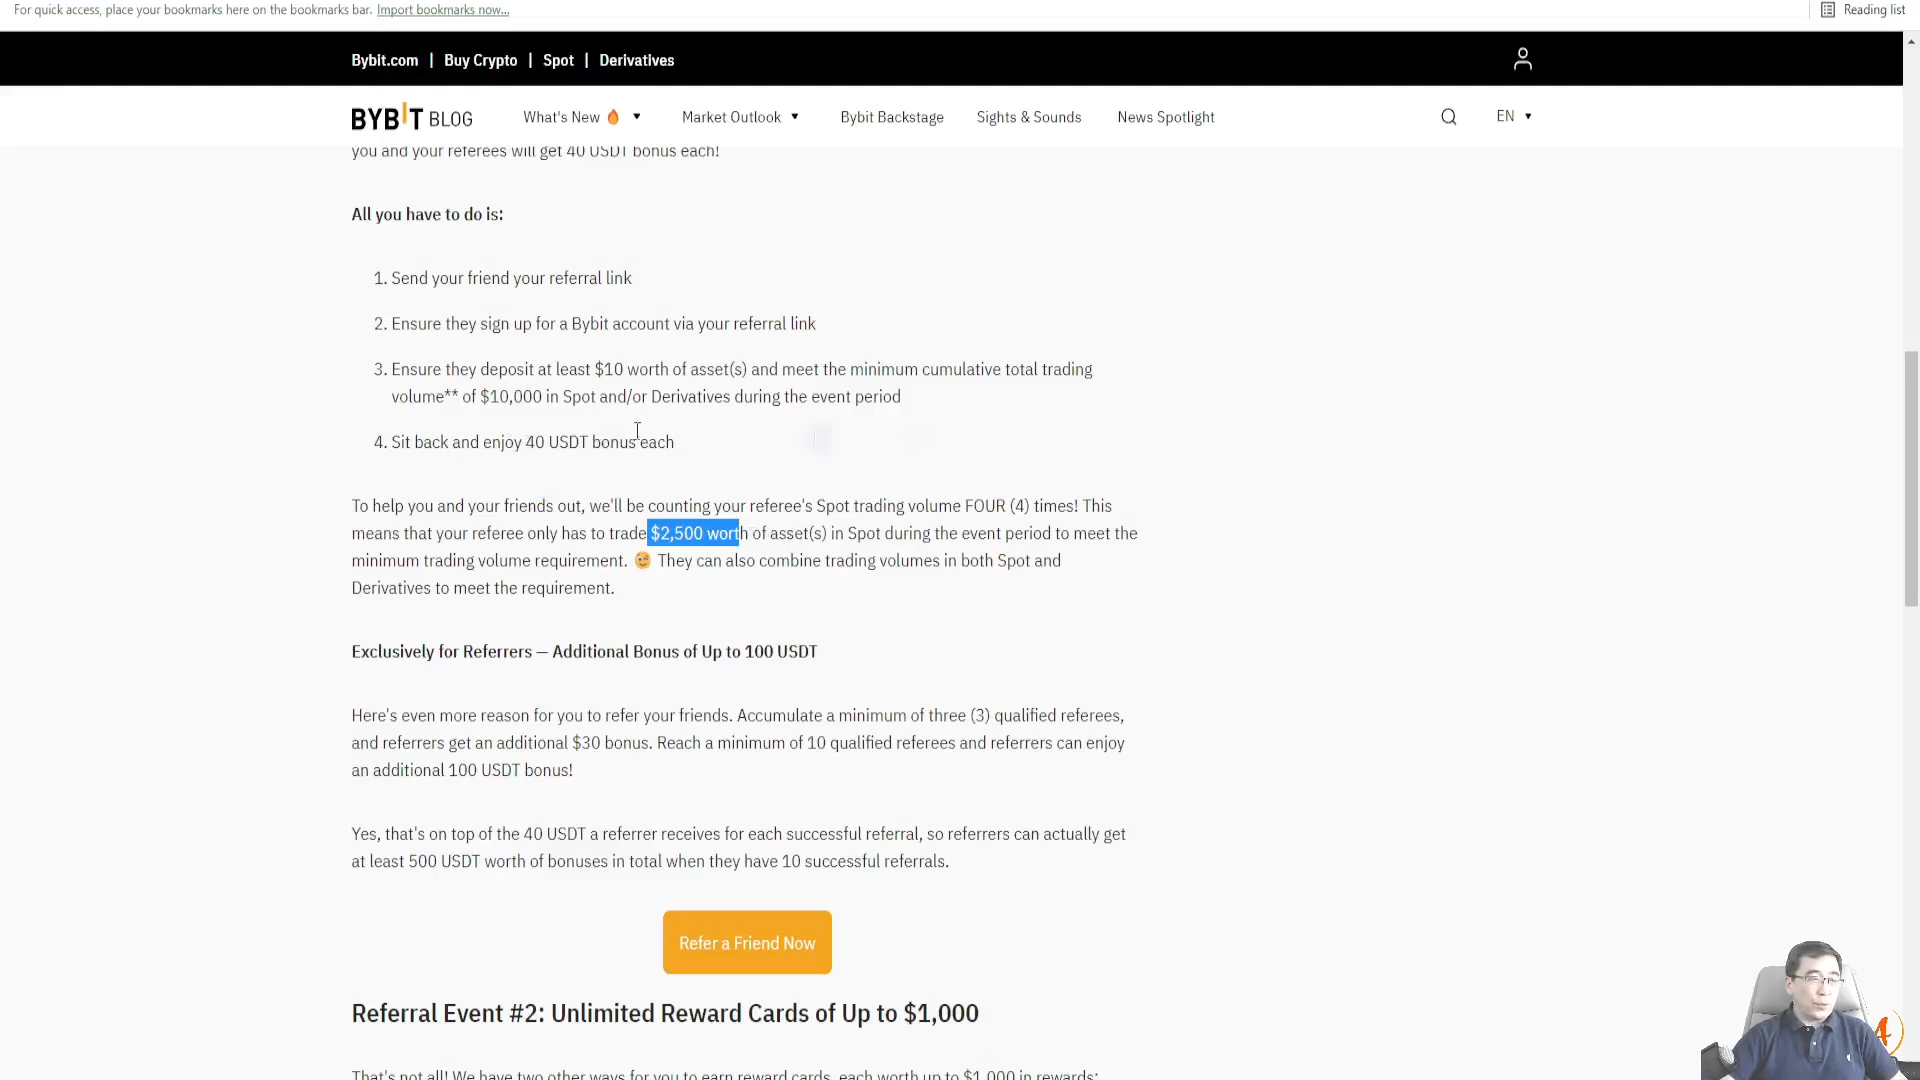 For quick access, place your bookmarks here on the bookmarks bar. Import bookmarks now...
Reading list
Bybit.com | Buy Crypto | Spot | Derivatives
BYBIT BLOG What's New Market Outlook Bybit Backstage Sights & Sounds News Spotlight EN
you and your referees will get 40 USDT bonus each!
All you have to do is:
1. Send your friend your referral link
2. Ensure they sign up for a Bybit account via your referral link
3. Ensure they deposit at least $10 worth of asset(s) and meet the minimum cumulative total trading
volume** of $10,000 in Spot and/or Derivatives during the event period
4. Sit back and enjoy 40 USDT bonus each
To help you and your friends out, we'll be counting your referee's Spot trading volume FOUR (4) times! This
means that your referee only has to trade $2,500 worth of asset(s) in Spot during the event period to meet the
minimum trading volume requirement. 😉 They can also combine trading volumes in both Spot and
Derivatives to meet the requirement.
Exclusively for Referrers — Additional Bonus of Up to 100 USDT
Here's even more reason for you to refer your friends. Accumulate a minimum of three (3) qualified referees,
and referrers get an additional $30 bonus. Reach a minimum of 10 qualified referees and referrers can enjoy
an additional 100 USDT bonus!
Yes, that's on top of the 40 USDT a referrer receives for each successful referral, so referrers can actually get
at least 500 USDT worth of bonuses in total when they have 10 successful referrals.
Refer a Friend Now
Referral Event #2: Unlimited Reward Cards of Up to $1,000
That's not all! We have two other ways for you to earn reward cards, each worth up to $1,000 in rewards: